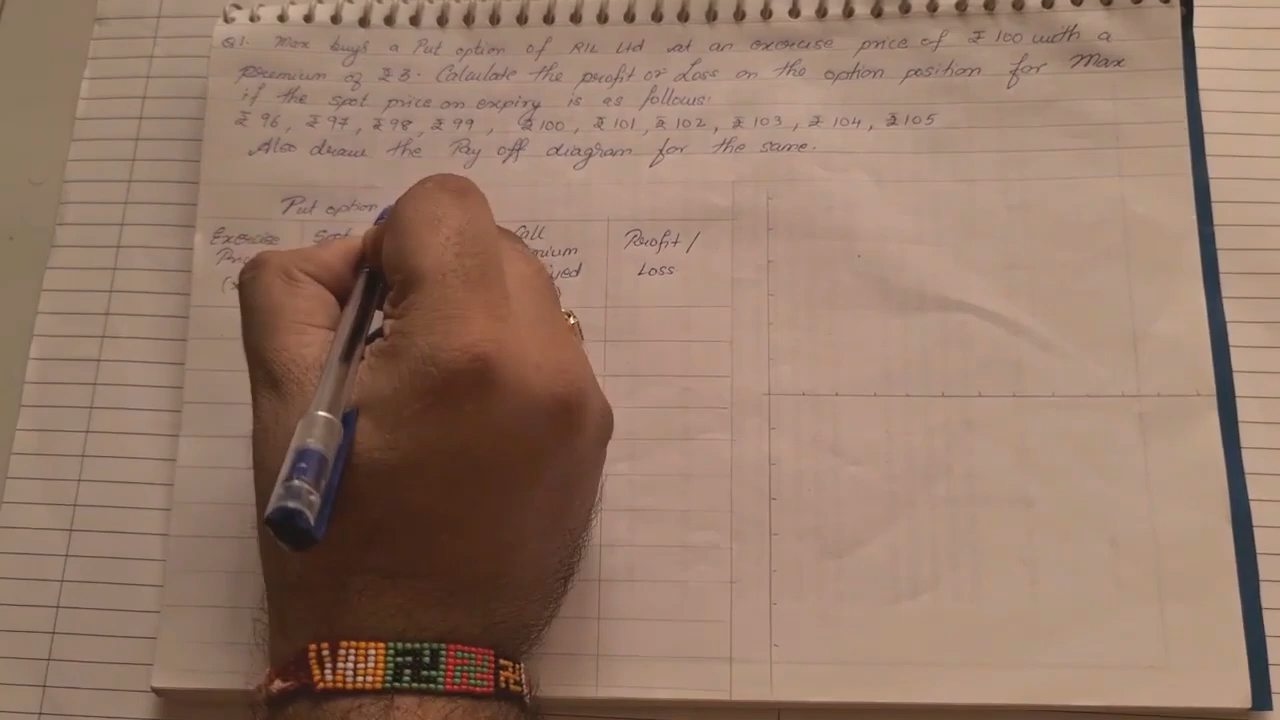 Q1. Max buys a Put option of RIL Ltd at an exercise price of ₹ 100 with a
premium of ₹ 3. Calculate the profit or Loss on the option position for Max
if the spot price on expiry is as follows:
₹ 96, ₹ 97, ₹ 98, ₹ 99, ₹ 100, ₹ 101, ₹ 102, ₹ 103, ₹ 104, ₹ 105
Also draw the Pay off diagram for the same.
Put option
Exercise
Profit /
Loss